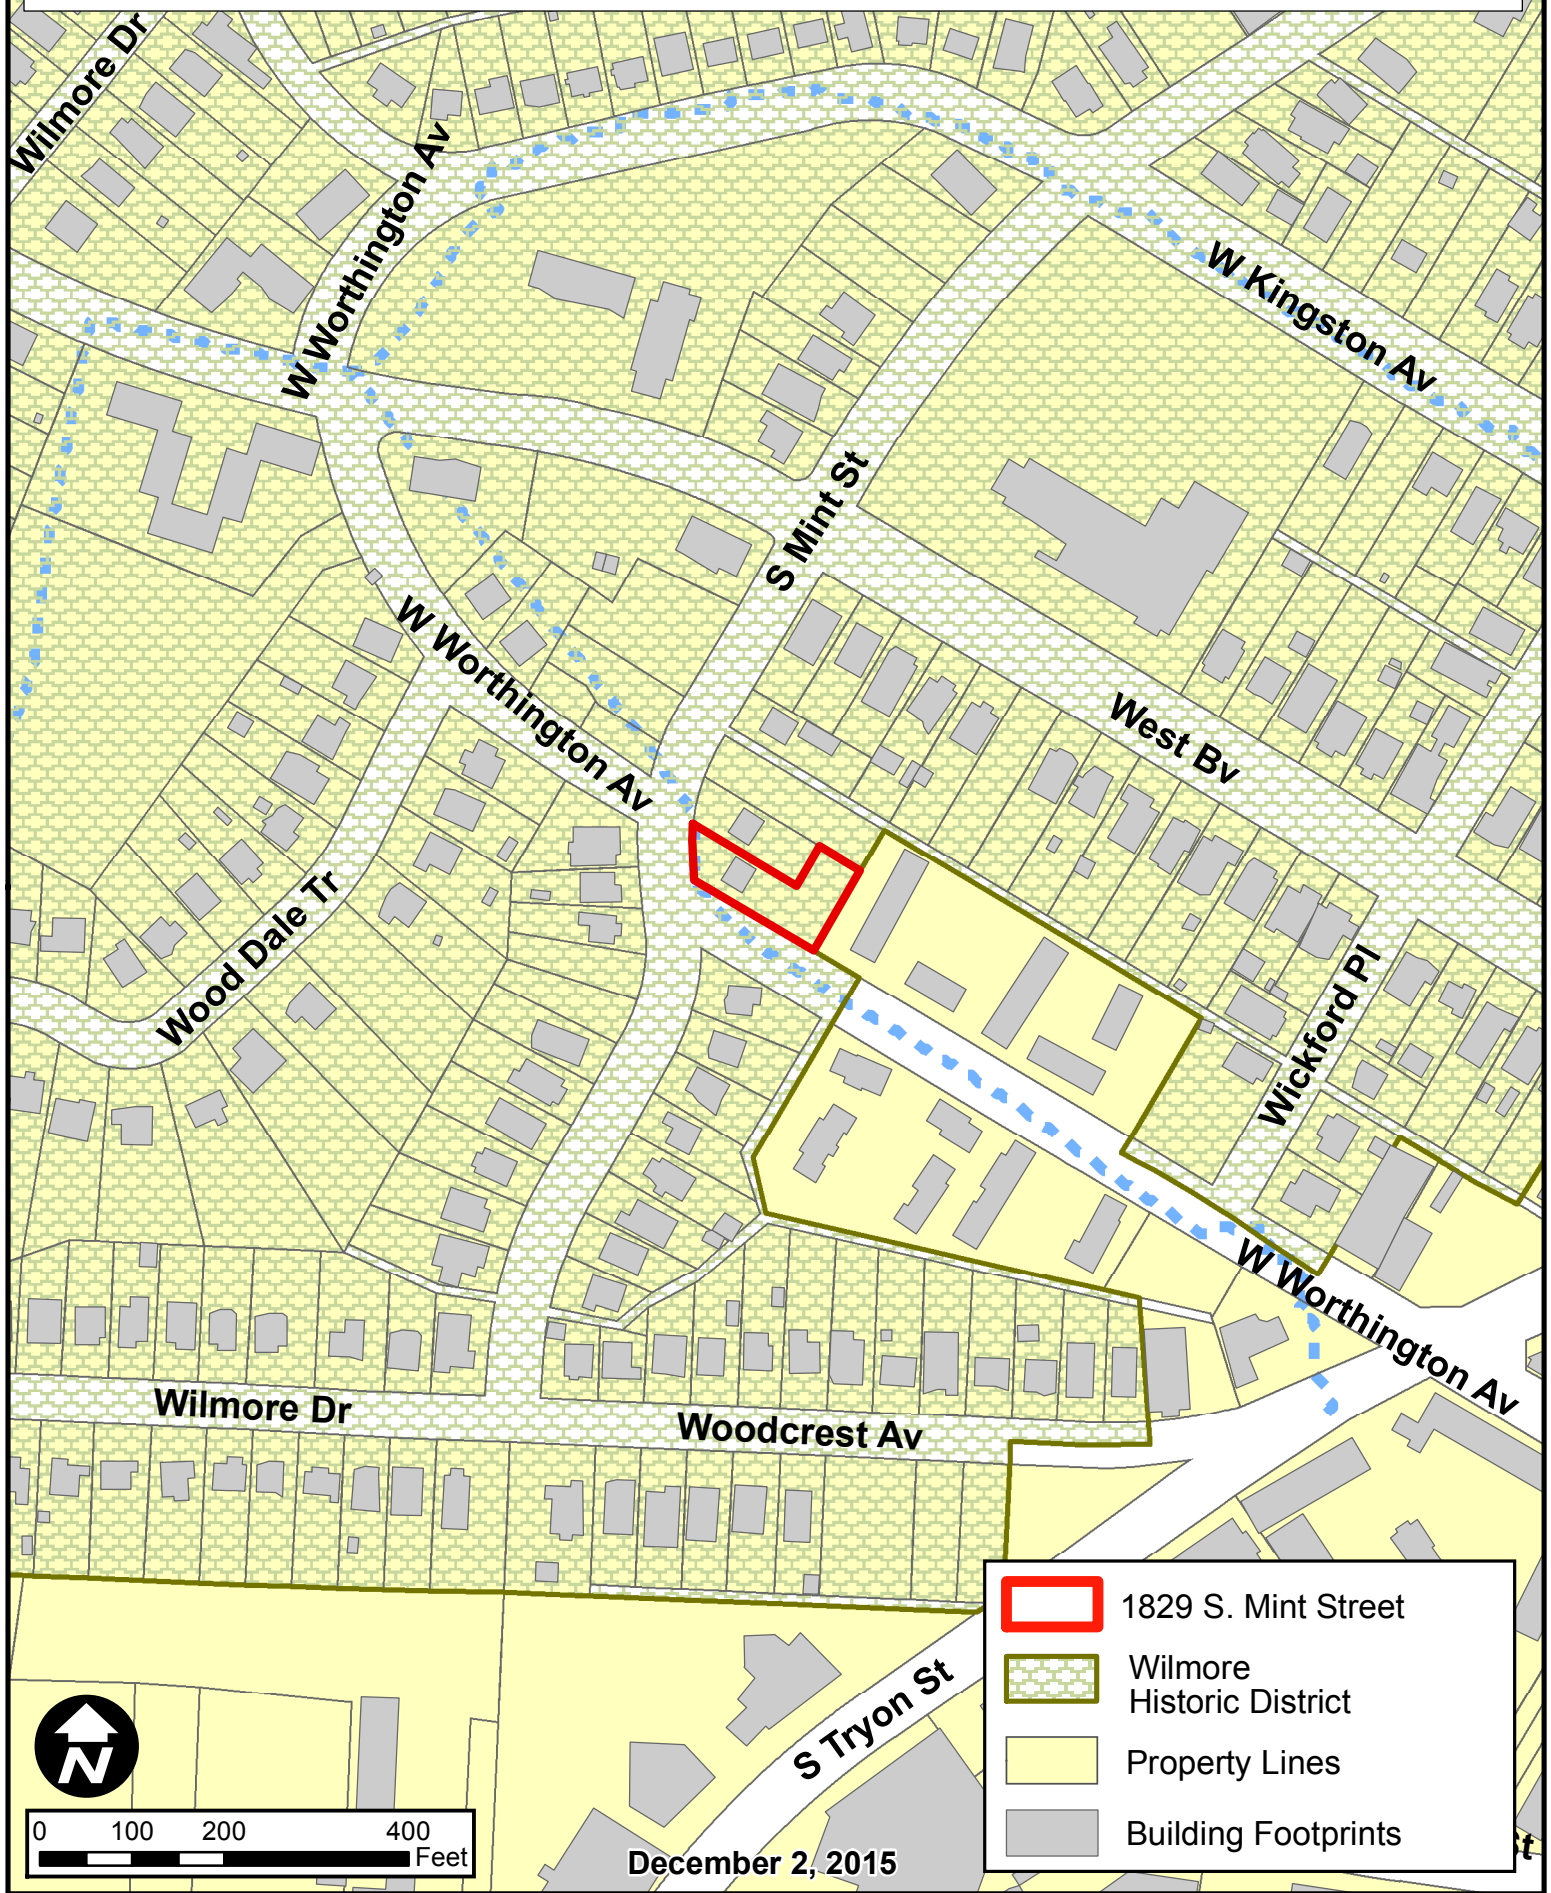 Wilmore Dr
W Worthington Av
W Kingston Av
S Mint St
W Worthington Av
West Bv
Wood Dale Tr
Wickford Pl
W Worthington Av
Wilmore Dr
Woodcrest Av
S Tryon St
1829 S. Mint Street
Wilmore
Historic District
Property Lines
Building Footprints
St
N
0 100 200 400
Feet
December 2, 2015